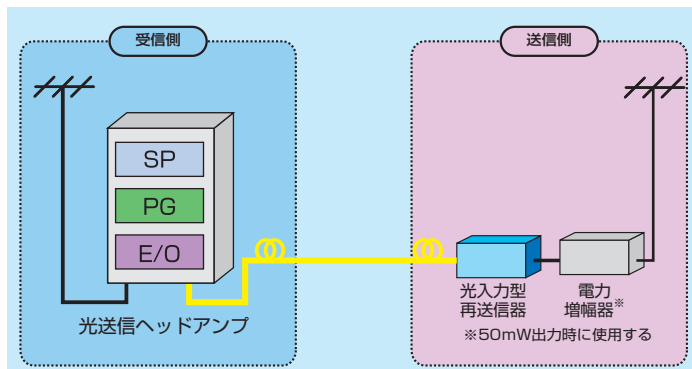 受信側
送信側
SP
PG
E/O
光送信ヘッドアンプ
光入力型
再送信器
電力
増幅器※
※50mW出力時に使用する